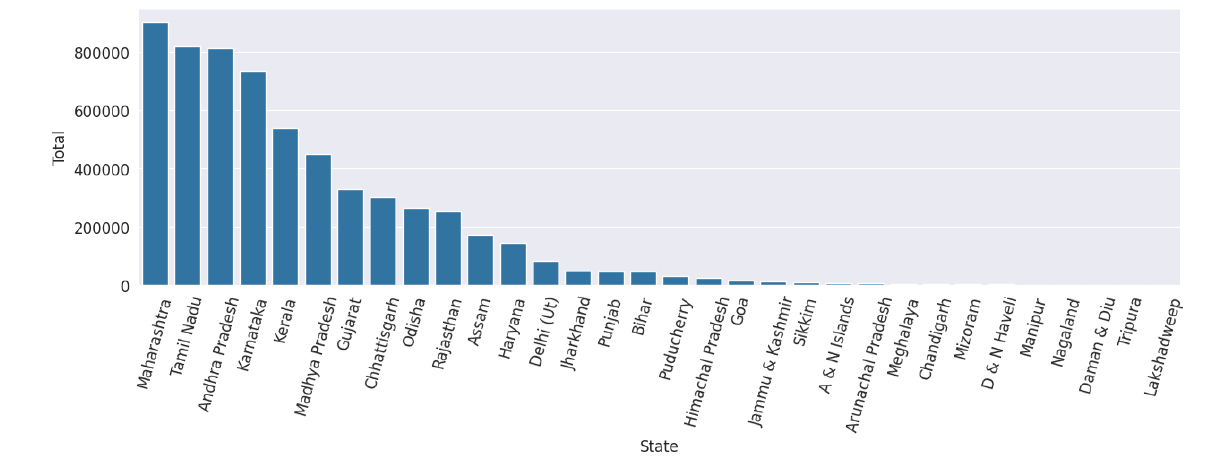 800000
600000
400000
200000
0
Total
Maharashtra
Tamil Nadu
Andhra Pradesh
Karnataka
Kerala
Madhya Pradesh
Gujarat
Chhattisgarh
Odisha
Rajasthan
Assam
Haryana
Delhi (Ut)
Jharkhand
Punjab
Bihar
Puducherry
Himachal Pradesh
Goa
Jammu & Kashmir
Sikkim
A & N Islands
Arunachal Pradesh
Meghalaya
Chandigarh
Mizoram
D & N Haveli
Manipur
Nagaland
Daman & Diu
Tripura
Lakshadweep
State